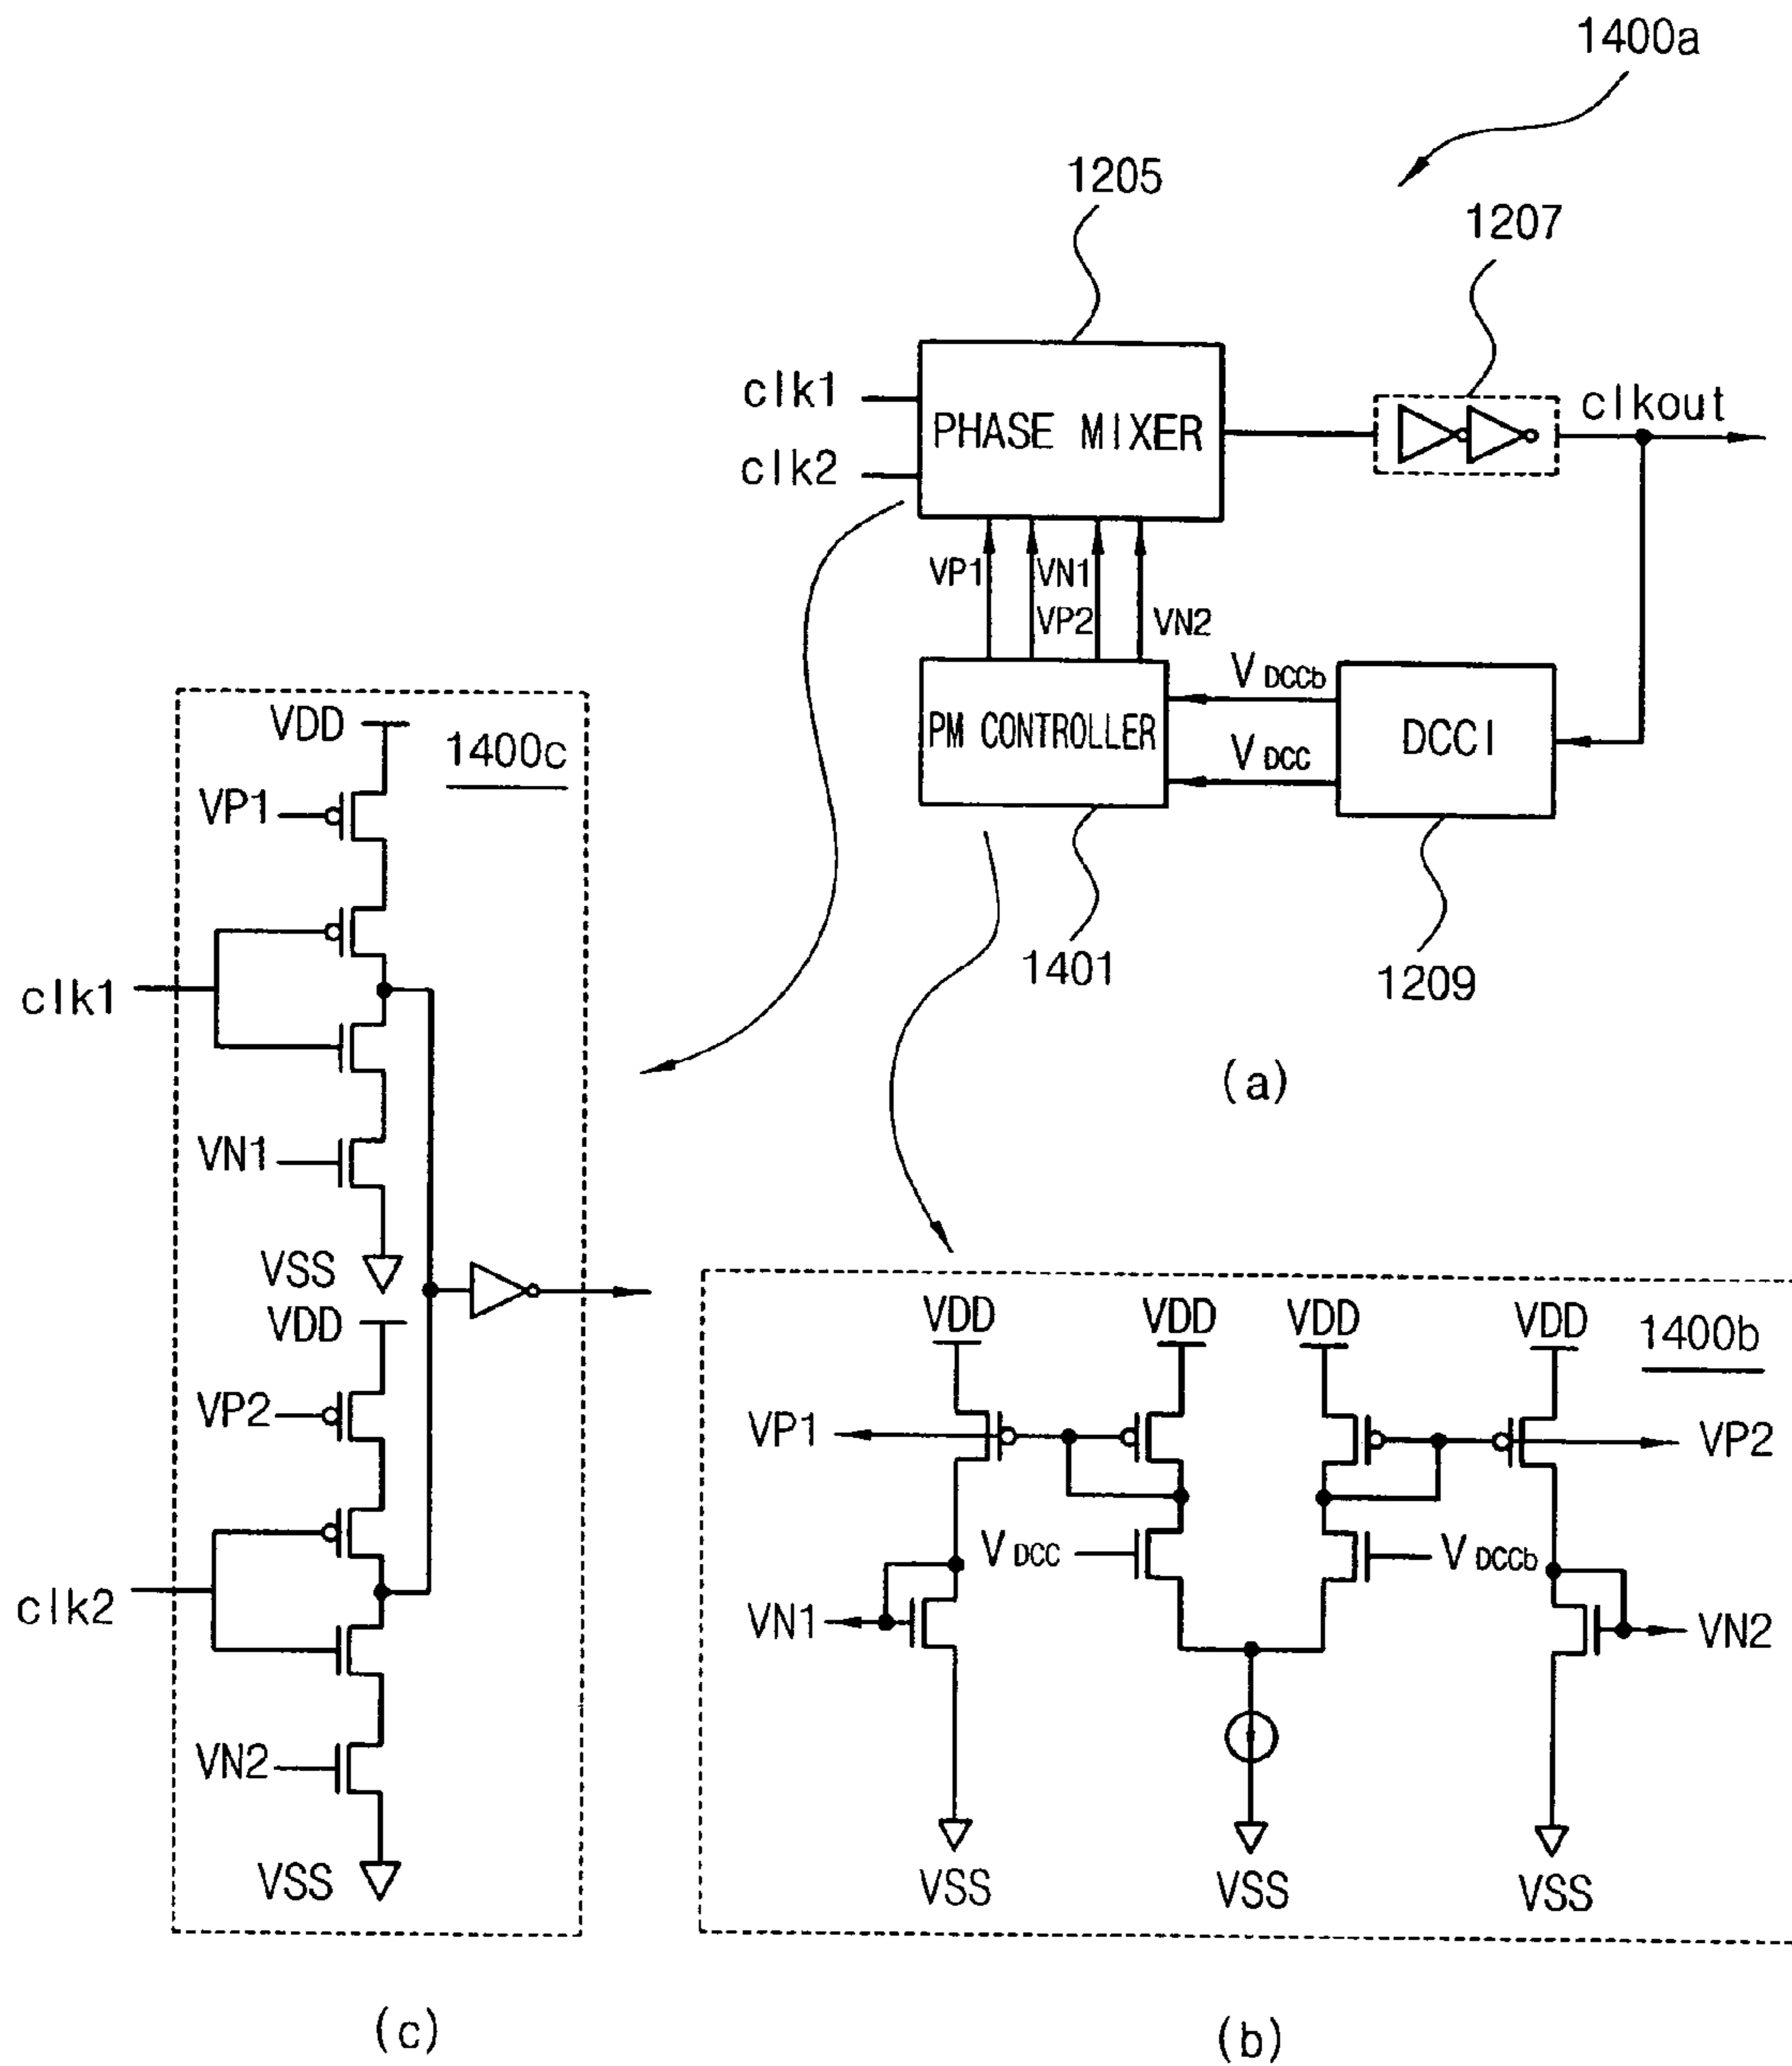 1400a
1205
1207
clk1
clk2
PHASE MIXER
clkout
VP1
VN1
VP2
VN2
PM CONTROLLER
VDCCb
VDCC
DCCI
1401
1209
(a)
VDD
1400c
VP1
clk1
VN1
VSS
VDD
VP2
clk2
VN2
VSS
(c)
VDD
VDD
VDD
VDD
1400b
VP1
VP2
VDCC
VDCCb
VN1
VN2
VSS
VSS
VSS
(b)